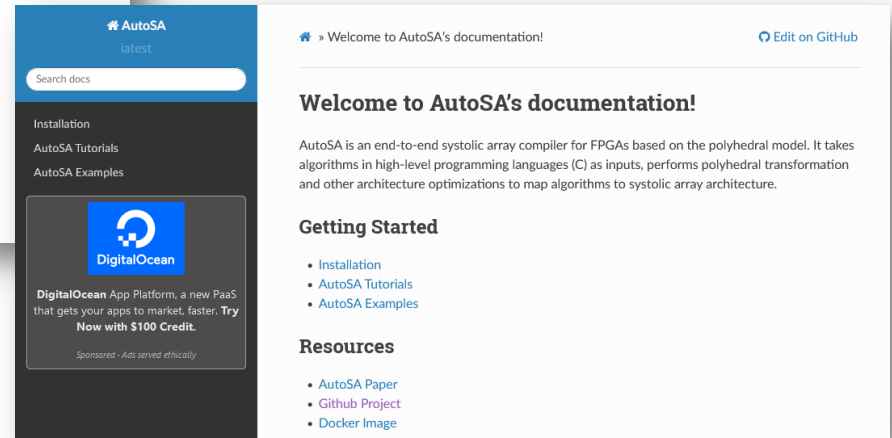 AutoSA
latest
Search docs
Installation
AutoSA Tutorials
AutoSA Examples
DigitalOcean
DigitalOcean App Platform, a new PaaS
that gets your apps to market, faster. Try
Now with $100 Credit.
Sponsored · Ads served ethically
» Welcome to AutoSA's documentation!
Edit on GitHub
Welcome to AutoSA's documentation!
AutoSA is an end-to-end systolic array compiler for FPGAs based on the polyhedral model. It takes
algorithms in high-level programming languages (C) as inputs, performs polyhedral transformation
and other architecture optimizations to map algorithms to systolic array architecture.
Getting Started
• Installation
• AutoSA Tutorials
• AutoSA Examples
Resources
• AutoSA Paper
• Github Project
• Docker Image